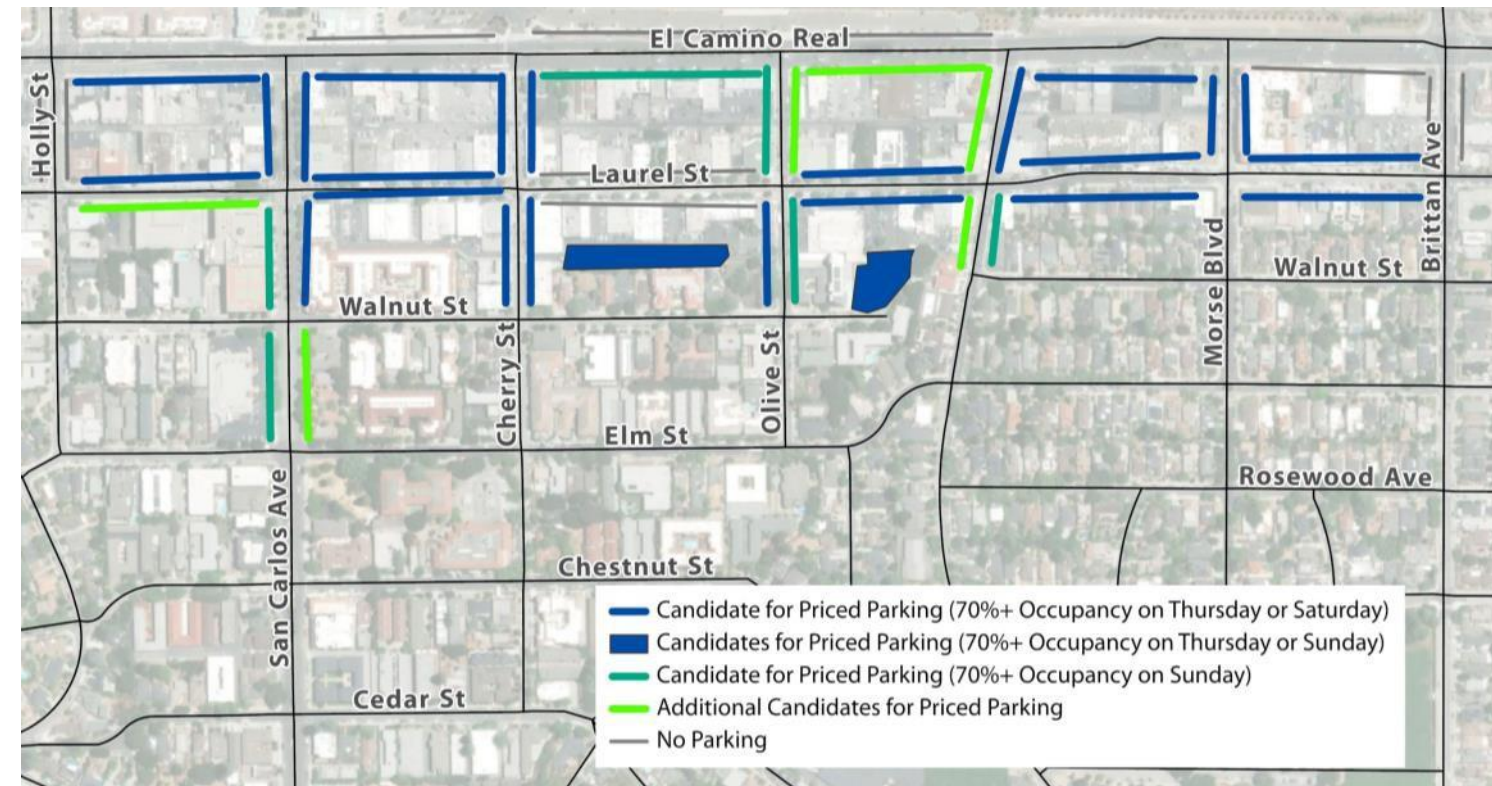 El Camino Real
Holly St
Laurel St
Brittan Ave
Morse Blvd
Walnut St
Walnut St
Cherry St
Olive St
Elm St
San Carlos Ave
Rosewood Ave
Chestnut St
Cedar St
Candidate for Priced Parking (70%+ Occupancy on Thursday or Saturday)
Candidates for Priced Parking (70%+ Occupancy on Thursday or Sunday)
Candidate for Priced Parking (70%+ Occupancy on Sunday)
Additional Candidates for Priced Parking
No Parking